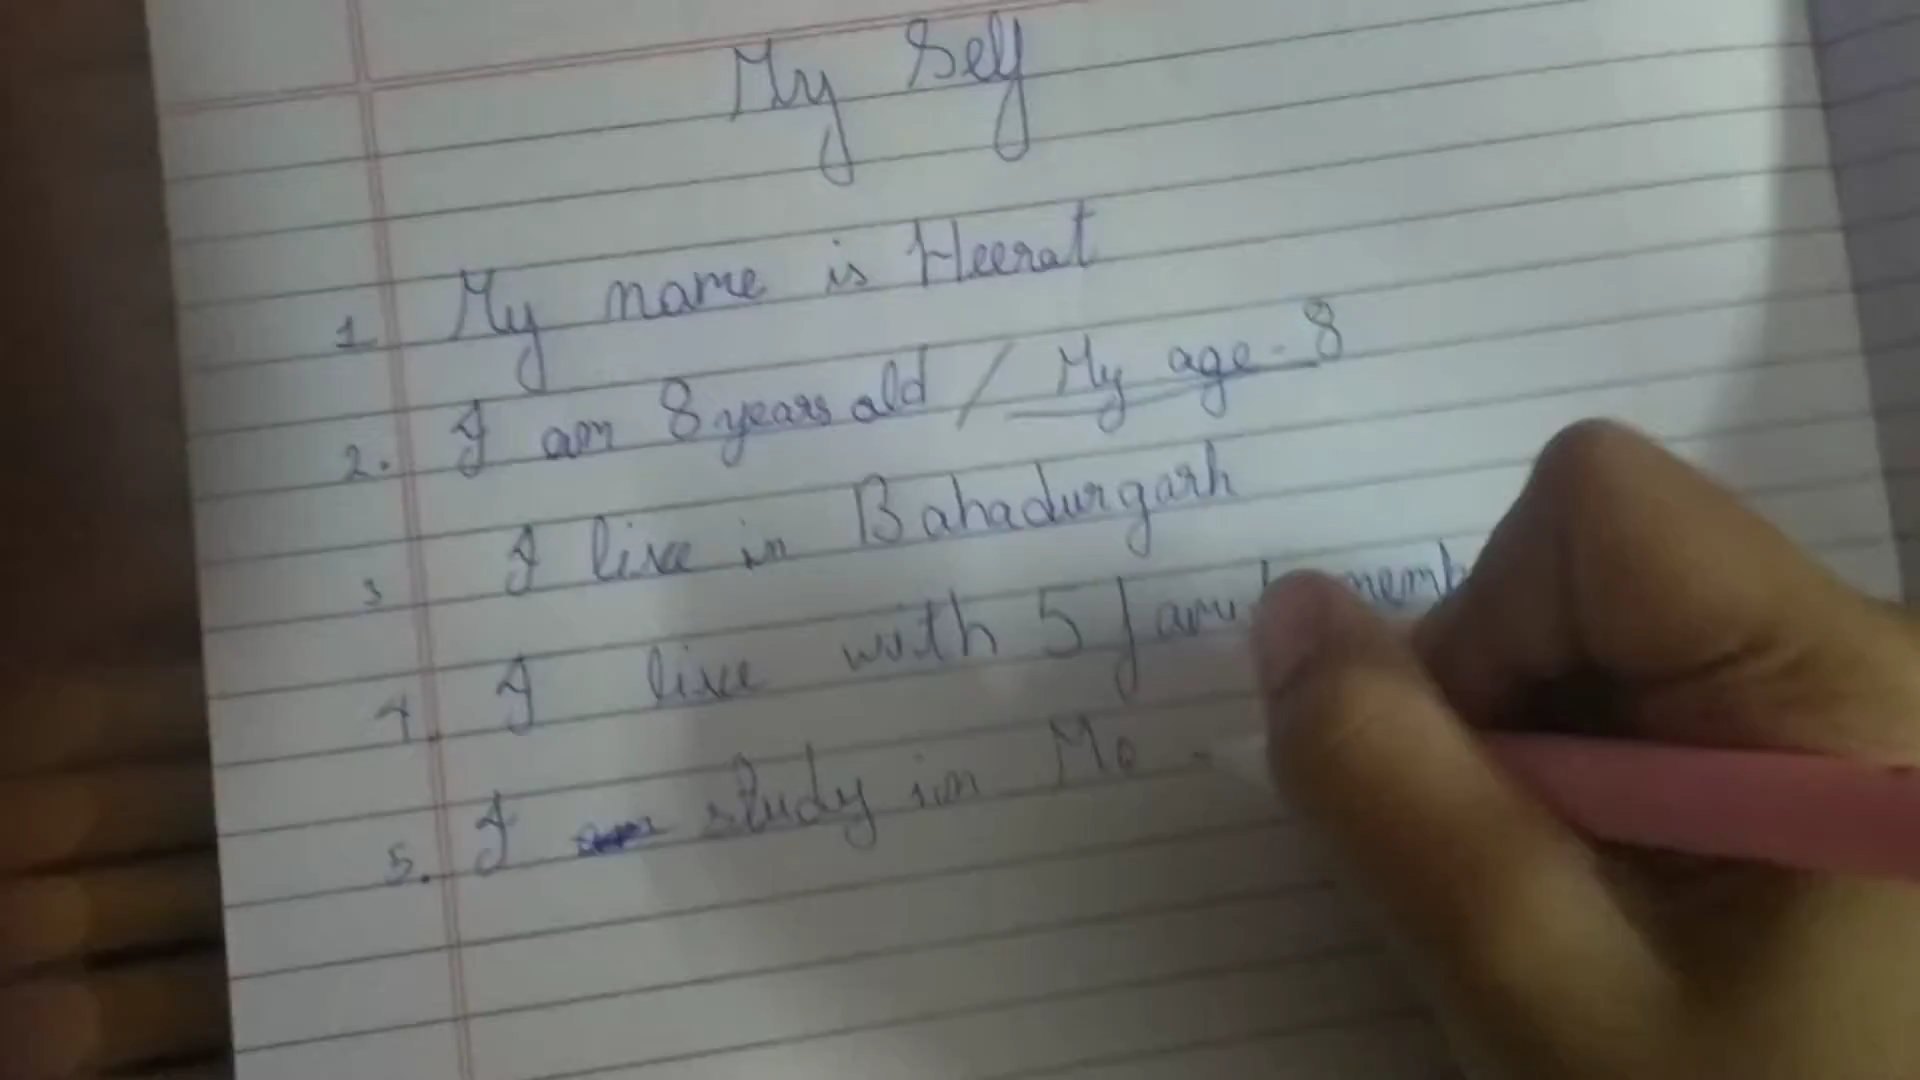 My Self
1 My name is Heerat
2. I am 8 years old / My age - 8
3 I live in Bahadurgarh
4. I live with 5
5. I study in